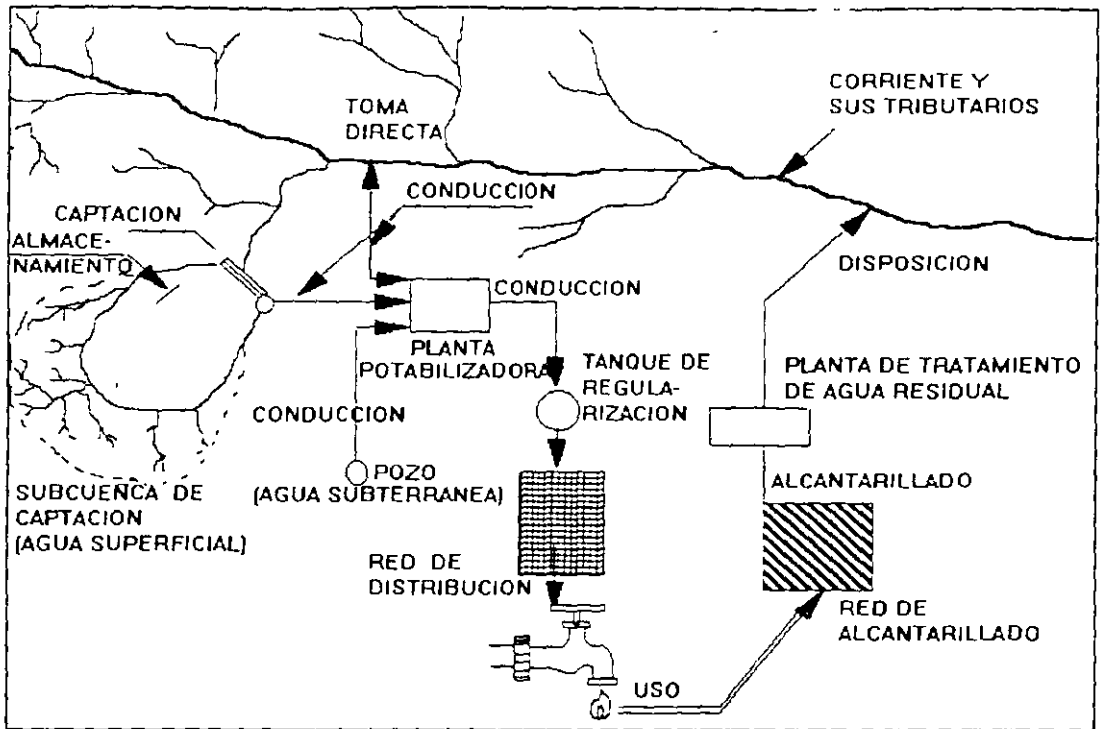 TOMA
DIRECTA
CORRIENTE Y
SUS TRIBUTARIOS
CONDUCCION
CAPTACION
ALMACE-
NAMIENTO
DISPOSICION
CONDUCCION
PLANTA
POTABILIZADORA
TANQUE DE
REGULA-
RIZACION
PLANTA DE TRATAMIENTO
DE AGUA RESIDUAL
CONDUCCION
POZO
(AGUA SUBTERRANEA)
SUBCUENCA DE
CAPTACION
(AGUA SUPERFICIAL)
ALCANTARILLADO
RED DE
DISTRIBUCION
RED DE
ALCANTARILLADO
USO